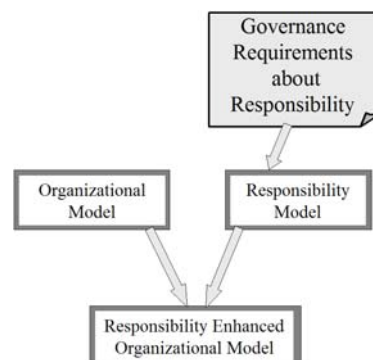 Governance
Requirements
about
Responsibility
Organizational
Model
Responsibility
Model
Responsibility Enhanced
Organizational Model